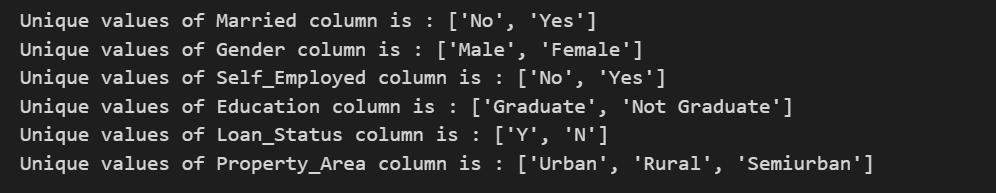 Unique values of Married column is : ['No', 'Yes']
Unique values of Gender column is : ['Male', 'Female']
Unique values of Self_Employed column is : ['No', 'Yes']
Unique values of Education column is : ['Graduate', 'Not Graduate']
Unique values of Loan_Status column is : ['Y', 'N']
Unique values of Property_Area column is : ['Urban', 'Rural', 'Semiurban']